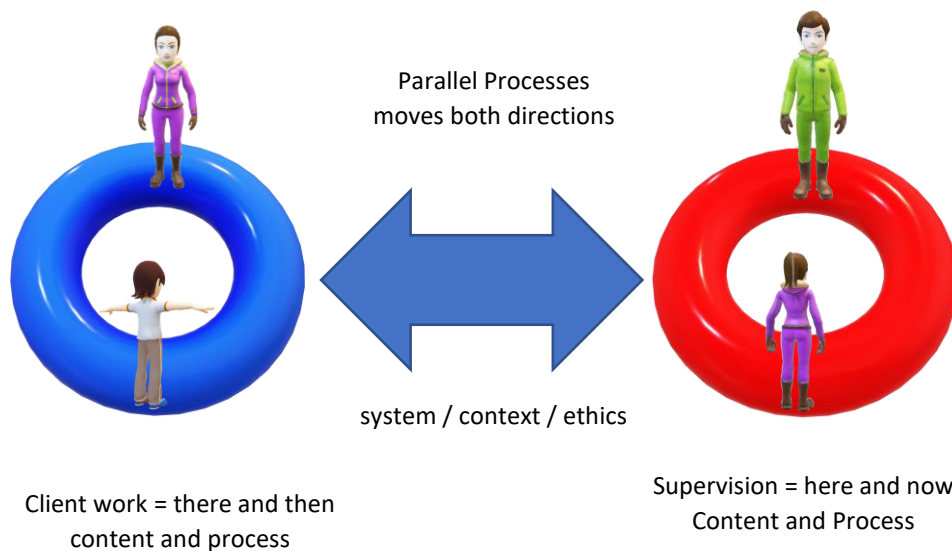 Parallel Processes
moves both directions
system / context / ethics
Client work = there and then
content and process
Supervision = here and now
Content and Process